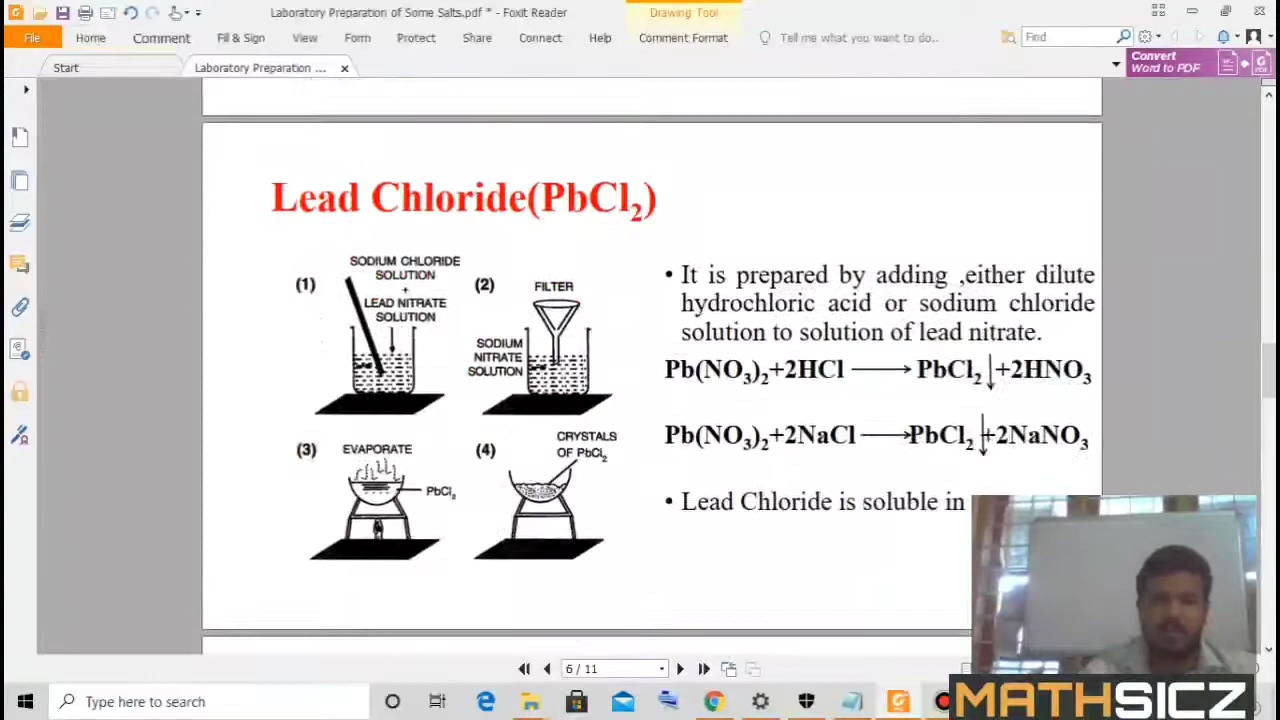 Laboratory Preparation of Some Salts.pdf * - Foxit Reader
Drawing Tool
File Home Comment Fill & Sign View Form Protect Share Connect Help Comment Format Tell me what you want to do.. Find
Start
Laboratory Preparation ...
Convert
Word to PDF
Lead Chloride(PbCl₂)
(1)
SODIUM CHLORIDE
SOLUTION
+
LEAD NITRATE
SOLUTION
(2)
FILTER
SODIUM
NITRATE
SOLUTION
(3)
EVAPORATE
PbCl₂
(4)
CRYSTALS
OF PbCl₂
• It is prepared by adding ,either dilute
hydrochloric acid or sodium chloride
solution to solution of lead nitrate.
Pb(NO₃)₂+2HCl ⟶ PbCl₂↓+2HNO₃
Pb(NO₃)₂+2NaCl ⟶PbCl₂↓+2NaNO₃
• Lead Chloride is soluble in
6 / 11
Type here to search
MATHSICZ